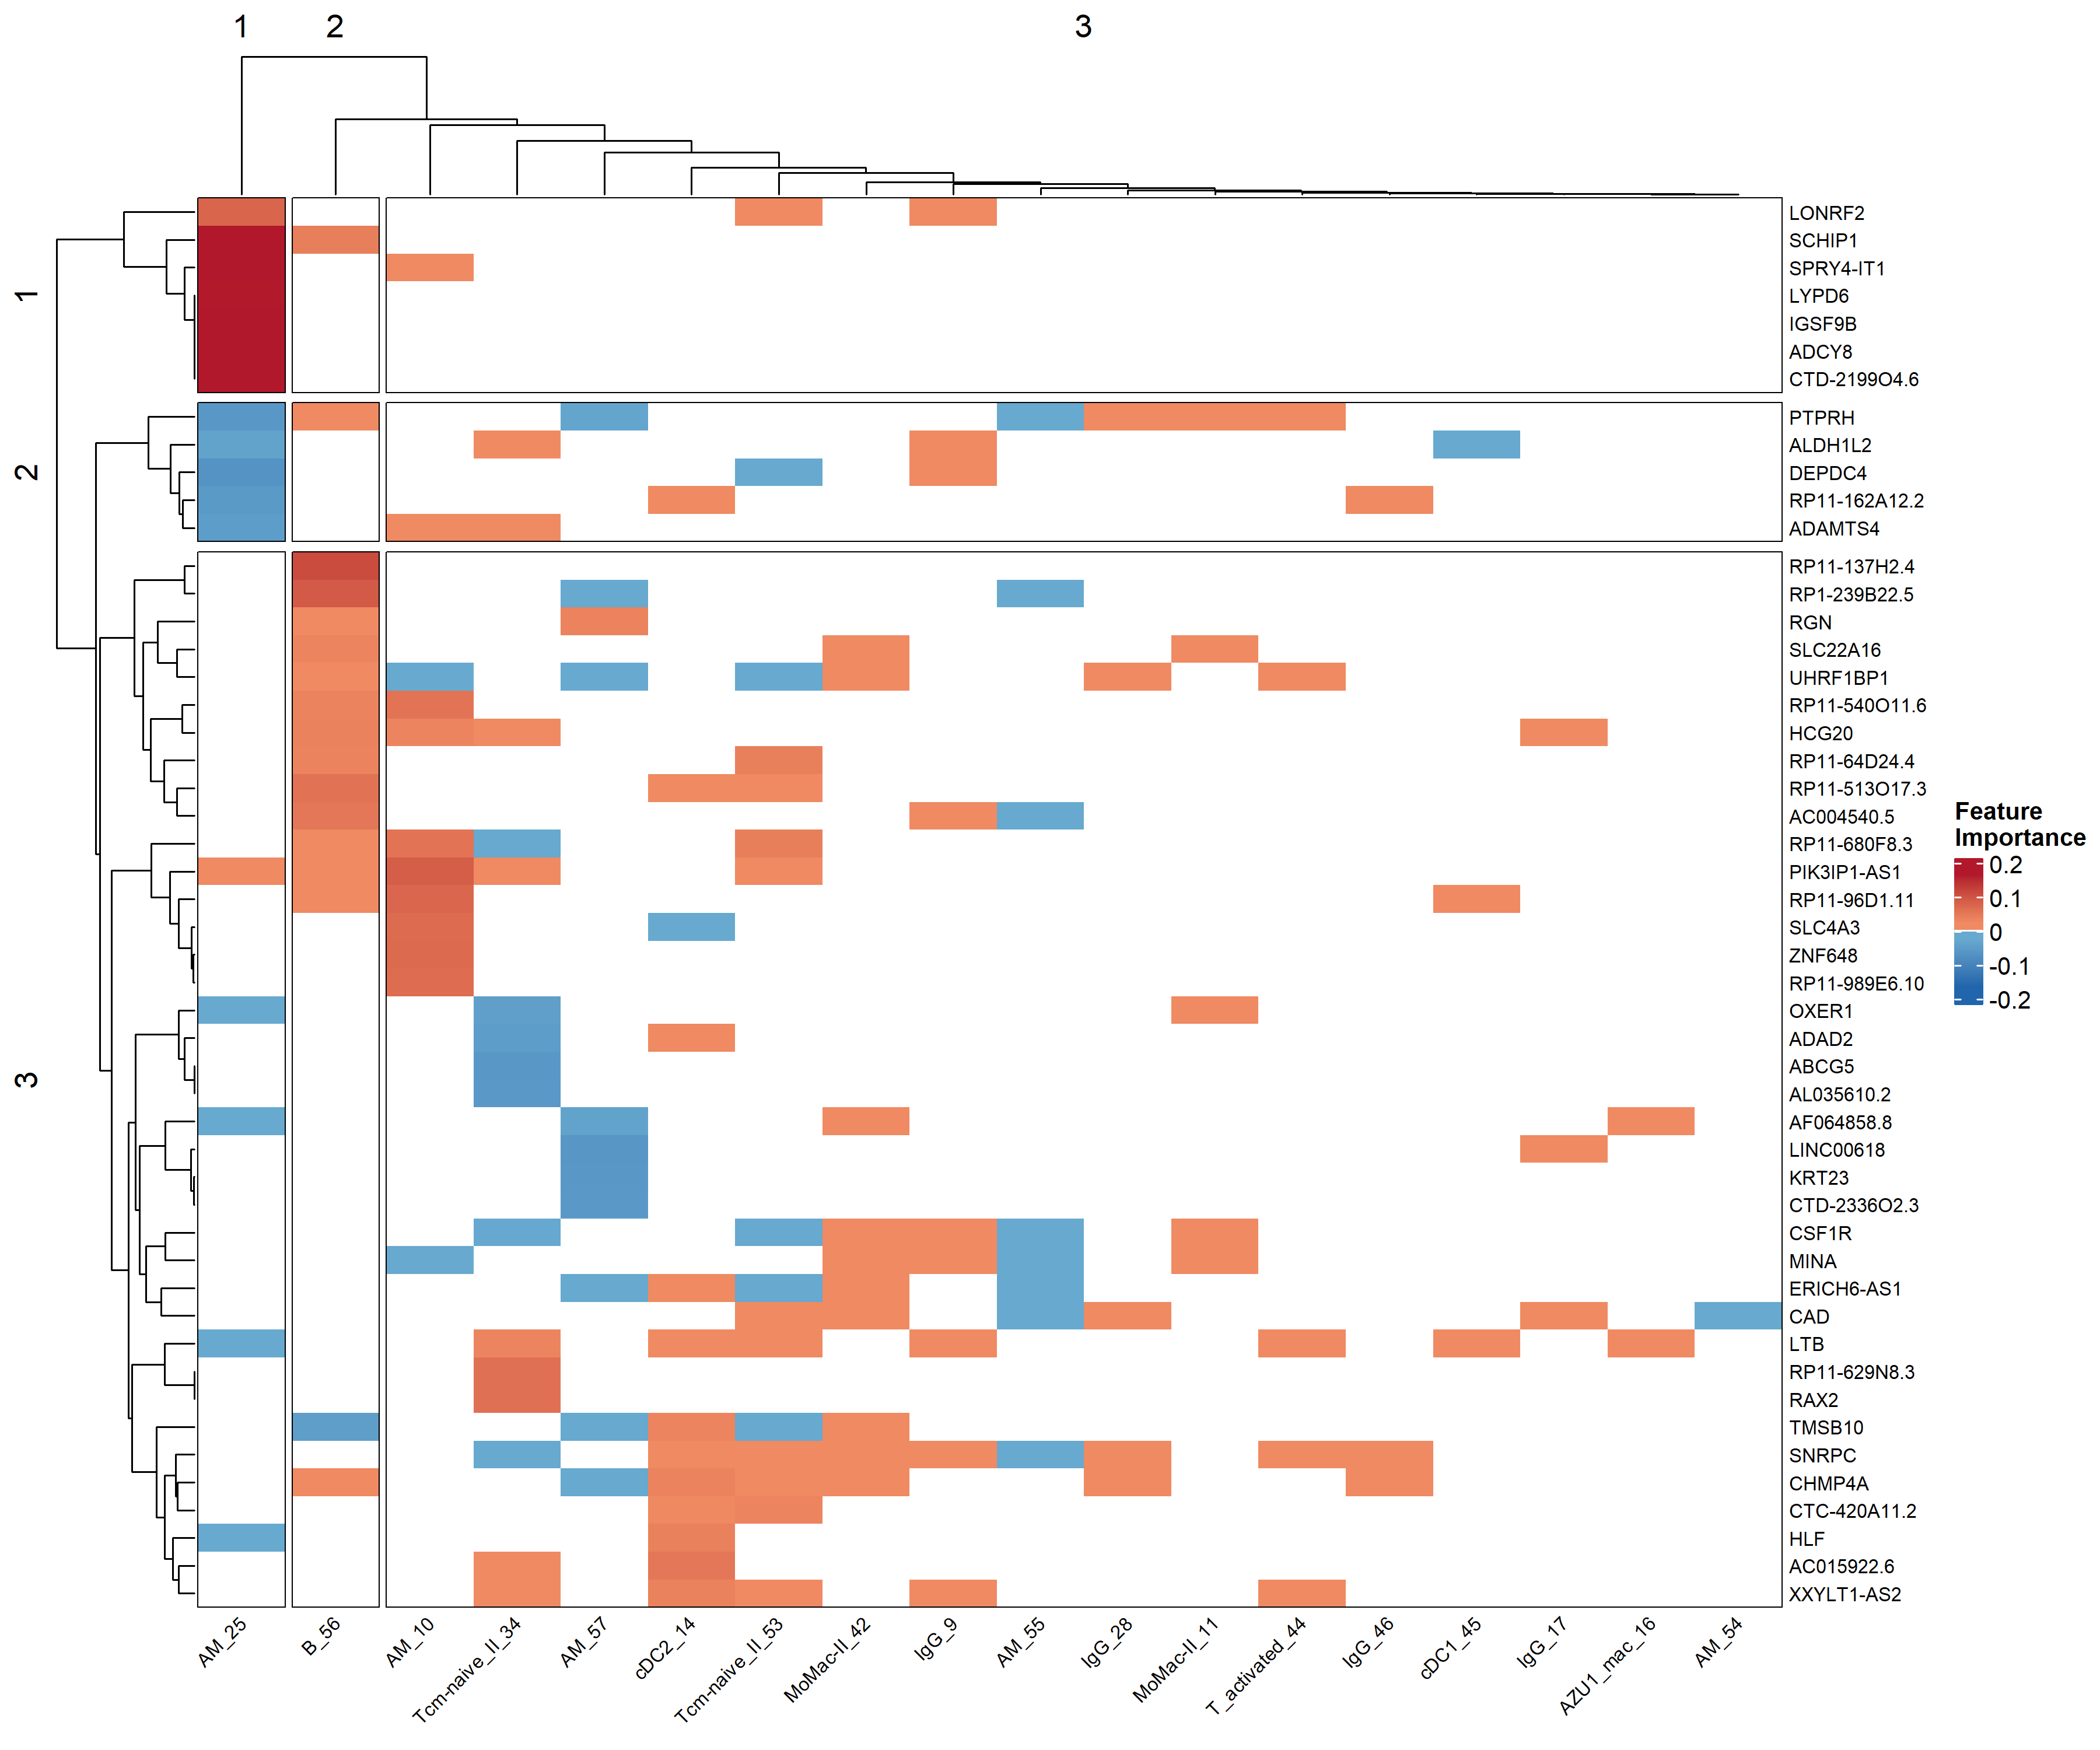 1
2
3
1
2
3
LONRF2
SCHIP1
SPRY4-IT1
LYPD6
IGSF9B
ADCY8
CTD-2199O4.6
PTPRH
ALDH1L2
DEPDC4
RP11-162A12.2
ADAMTS4
RP11-137H2.4
RP1-239B22.5
RGN
SLC22A16
UHRF1BP1
RP11-540O11.6
HCG20
RP11-64D24.4
RP11-513O17.3
AC004540.5
RP11-680F8.3
PIK3IP1-AS1
RP11-96D1.11
SLC4A3
ZNF648
RP11-989E6.10
OXER1
ADAD2
ABCG5
AL035610.2
AF064858.8
LINC00618
KRT23
CTD-2336O2.3
CSF1R
MINA
ERICH6-AS1
CAD
LTB
RP11-629N8.3
RAX2
TMSB10
SNRPC
CHMP4A
CTC-420A11.2
HLF
AC015922.6
XXYLT1-AS2
Feature
Importance
0.2
0.1
0
-0.1
-0.2
AM_25
B_56
AM_10
Tcm-naive_II_34
AM_57
cDC2_14
Tcm-naive_II_53
MoMac-II_42
IgG_9
AM_55
IgG_28
MoMac-II_11
T_activated_44
IgG_46
cDC1_45
IgG_17
AZU1_mac_16
AM_54